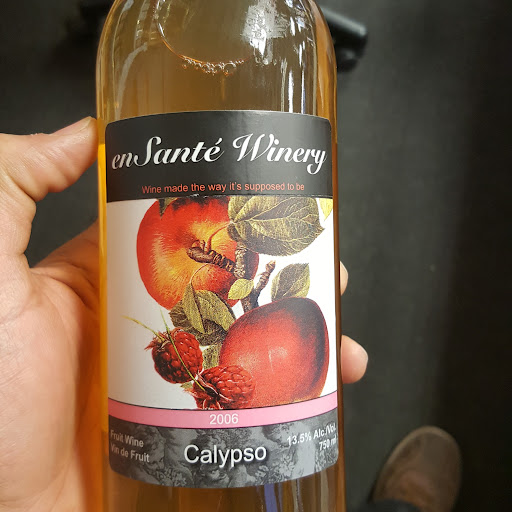 enSanté Winery
Wine made the way it's supposed to be
2006
Fruit Wine
Vin de Fruit
Calypso
13.5% Alc./Vol.
750 ml